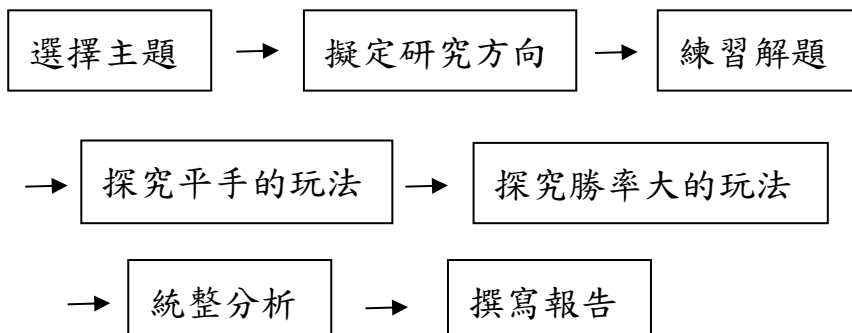 選擇主題 → 擬定研究方向 → 練習解題
→ 探究平手的玩法 → 探究勝率大的玩法
→ 統整分析 → 撰寫報告